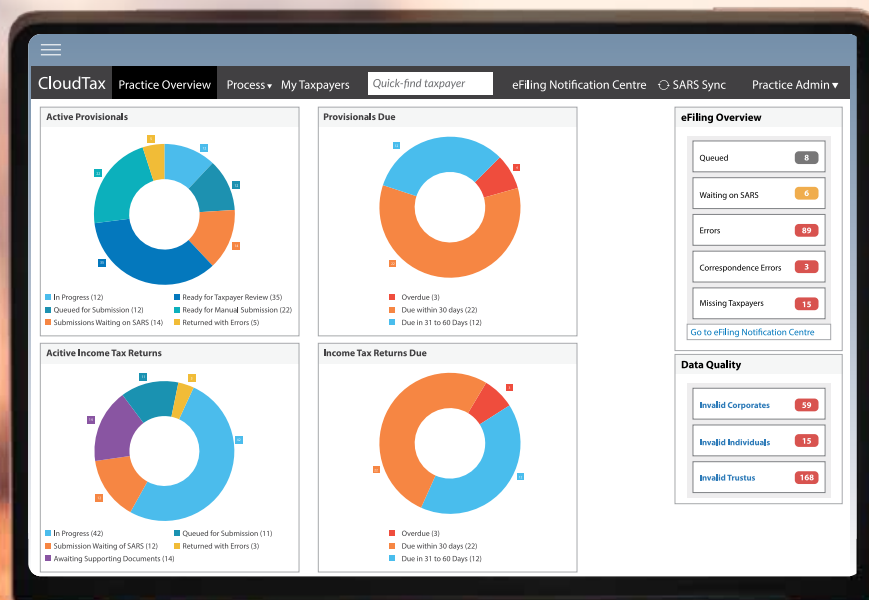 CloudTax Practice Overview Process My Taxpayers Quick-find taxpayer eFiling Notification Centre SARS Sync Practice Admin
Active Provisionals
In Progress (12)
Ready for Taxpayer Review (35)
Queued for Submission (12)
Ready for Manual Submission (22)
Submissions Waiting on SARS (14)
Returned with Errors (5)
Provisionals Due
Overdue (3)
Due within 30 days (22)
Due in 31 to 60 Days (12)
eFiling Overview
Queued 8
Waiting on SARS 6
Errors 89
Correspondence Errors 3
Missing Taxpayers 15
Go to eFiling Notification Centre
Acitive Income Tax Returns
In Progress (42)
Queued for Submission (11)
Submission Waiting of SARS (12)
Returned with Errors (3)
Awaiting Supporting Documents (14)
Income Tax Returns Due
Overdue (3)
Due within 30 days (22)
Due in 31 to 60 Days (12)
Data Quality
Invalid Corporates 59
Invalid Individuals 15
Invalid Trustus 168